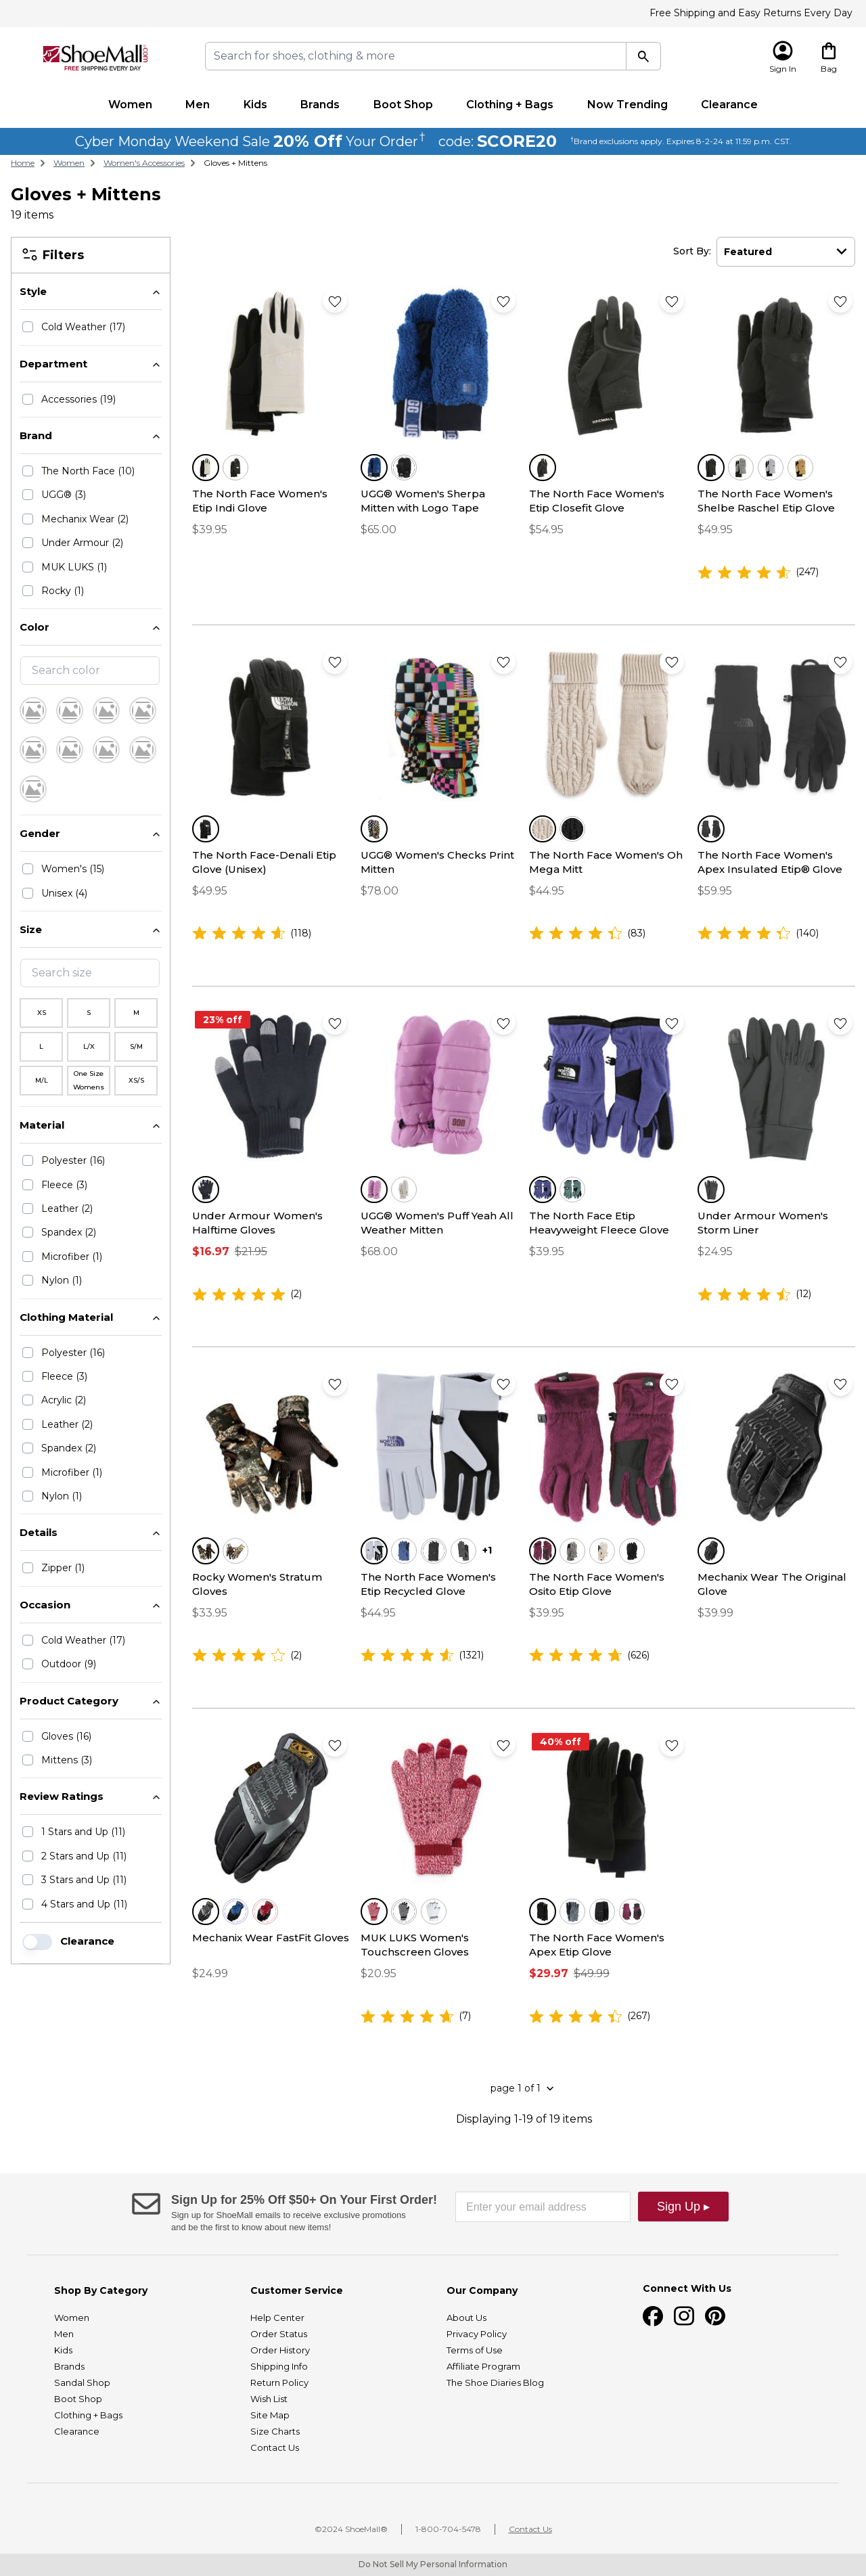 Free Shipping and Easy Returns Every Day
ShoeMall
FREE SHIPPING EVERY DAY
Search for shoes, clothing & more
Sign In
Bag
Women
Men
Kids
Brands
Boot Shop
Clothing + Bags
Now Trending
Clearance
Cyber Monday Weekend Sale 20% Off Your Order† code: SCORE20 †Brand exclusions apply. Expires 8-2-24 at 11:59 p.m. CST.
Home > Women > Women's Accessories > Gloves + Mittens
Gloves + Mittens
19 items
Filters
Style
Cold Weather (17)
Department
Accessories (19)
Brand
The North Face (10)
UGG® (3)
Mechanix Wear (2)
Under Armour (2)
MUK LUKS (1)
Rocky (1)
Color
Search color
Gender
Women's (15)
Unisex (4)
Size
Search size
XS
S
M
L
L/X
S/M
M/L
One Size
Womens
XS/S
Material
Polyester (16)
Fleece (3)
Leather (2)
Spandex (2)
Microfiber (1)
Nylon (1)
Clothing Material
Polyester (16)
Fleece (3)
Acrylic (2)
Leather (2)
Spandex (2)
Microfiber (1)
Nylon (1)
Details
Zipper (1)
Occasion
Cold Weather (17)
Outdoor (9)
Product Category
Gloves (16)
Mittens (3)
Review Ratings
1 Stars and Up (11)
2 Stars and Up (11)
3 Stars and Up (11)
4 Stars and Up (11)
Clearance
Sort By:
Featured
The North Face Women's
Etip Indi Glove
$39.95
UGG® Women's Sherpa
Mitten with Logo Tape
$65.00
The North Face Women's
Etip Closefit Glove
$54.95
The North Face Women's
Shelbe Raschel Etip Glove
$49.95
(247)
The North Face-Denali Etip
Glove (Unisex)
$49.95
(118)
UGG® Women's Checks Print
Mitten
$78.00
The North Face Women's Oh
Mega Mitt
$44.95
(83)
The North Face Women's
Apex Insulated Etip® Glove
$59.95
(140)
23% off
Under Armour Women's
Halftime Gloves
$16.97 $21.95
(2)
UGG® Women's Puff Yeah All
Weather Mitten
$68.00
The North Face Etip
Heavyweight Fleece Glove
$39.95
Under Armour Women's
Storm Liner
$24.95
(12)
Rocky Women's Stratum
Gloves
$33.95
(2)
+1
The North Face Women's
Etip Recycled Glove
$44.95
(1321)
The North Face Women's
Osito Etip Glove
$39.95
(626)
Mechanix Wear The Original
Glove
$39.99
Mechanix Wear FastFit Gloves
$24.99
MUK LUKS Women's
Touchscreen Gloves
$20.95
(7)
40% off
The North Face Women's
Apex Etip Glove
$29.97 $49.99
(267)
page 1 of 1
Displaying 1-19 of 19 items
Sign Up for 25% Off $50+ On Your First Order!
Sign up for ShoeMall emails to receive exclusive promotions
and be the first to know about new items!
Enter your email address
Sign Up ▸
Shop By Category
Women
Men
Kids
Brands
Sandal Shop
Boot Shop
Clothing + Bags
Clearance
Customer Service
Help Center
Order Status
Order History
Shipping Info
Return Policy
Wish List
Site Map
Size Charts
Contact Us
Our Company
About Us
Privacy Policy
Terms of Use
Affiliate Program
The Shoe Diaries Blog
Connect With Us
©2024 ShoeMall®
1-800-704-5478
Contact Us
Do Not Sell My Personal Information